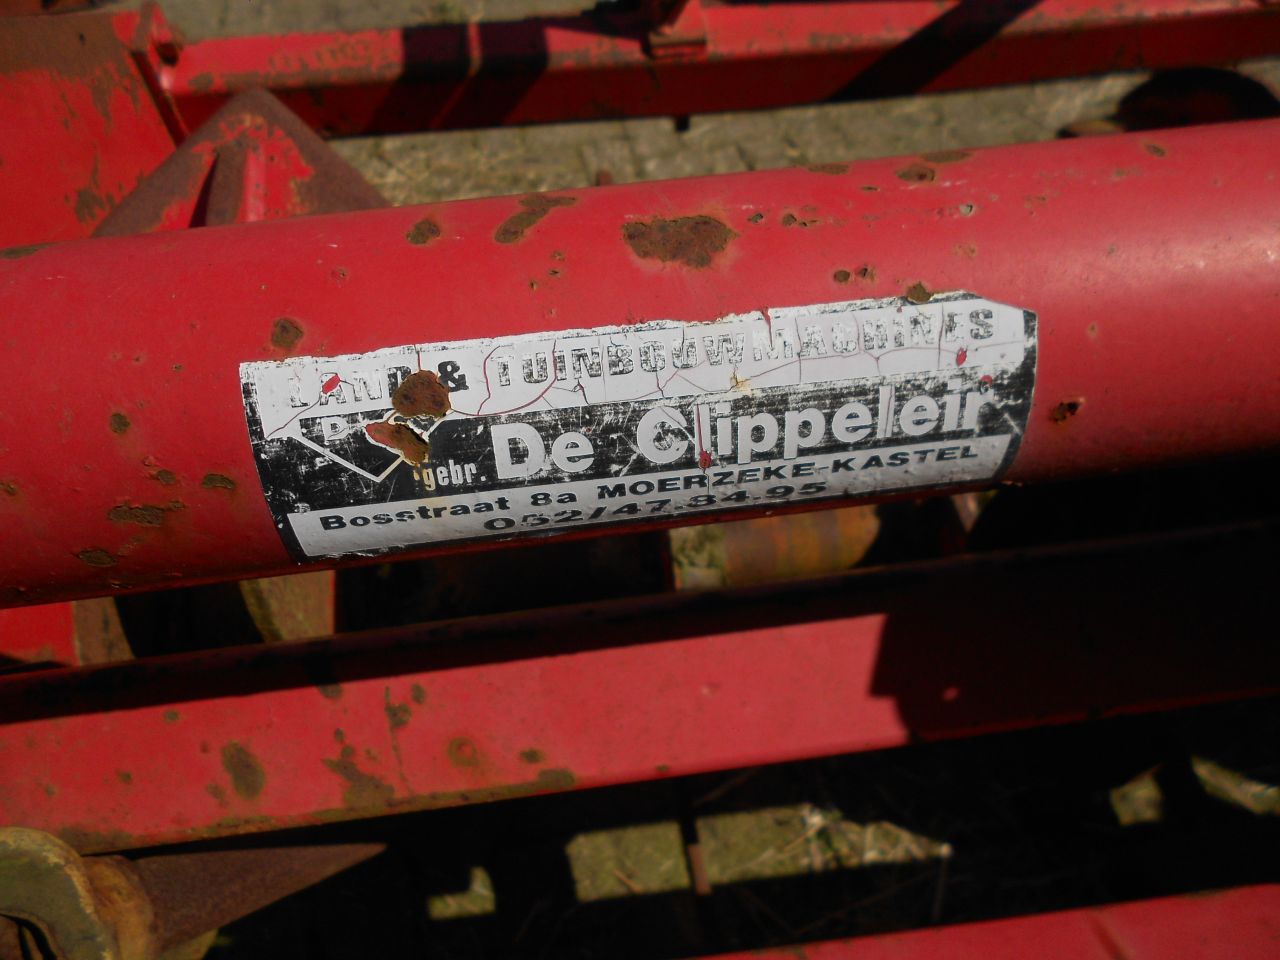 LAND & TUINBOUWMACHINES
gebr. De Clippeleir
Bosstraat 8a MOERZEKE-KASTEL
052/47.84.95